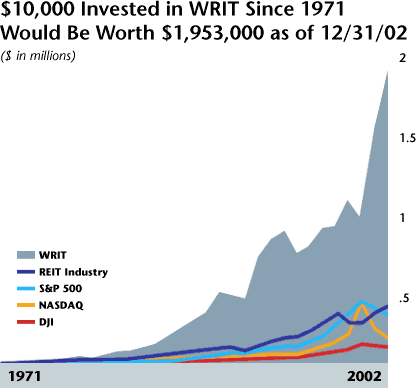 $10,000 Invested in WRIT Since 1971
Would Be Worth $1,953,000 as of 12/31/02
($ in millions)
2
1.5
1
.5
WRIT
REIT Industry
S&P 500
NASDAQ
DJI
1971
2002